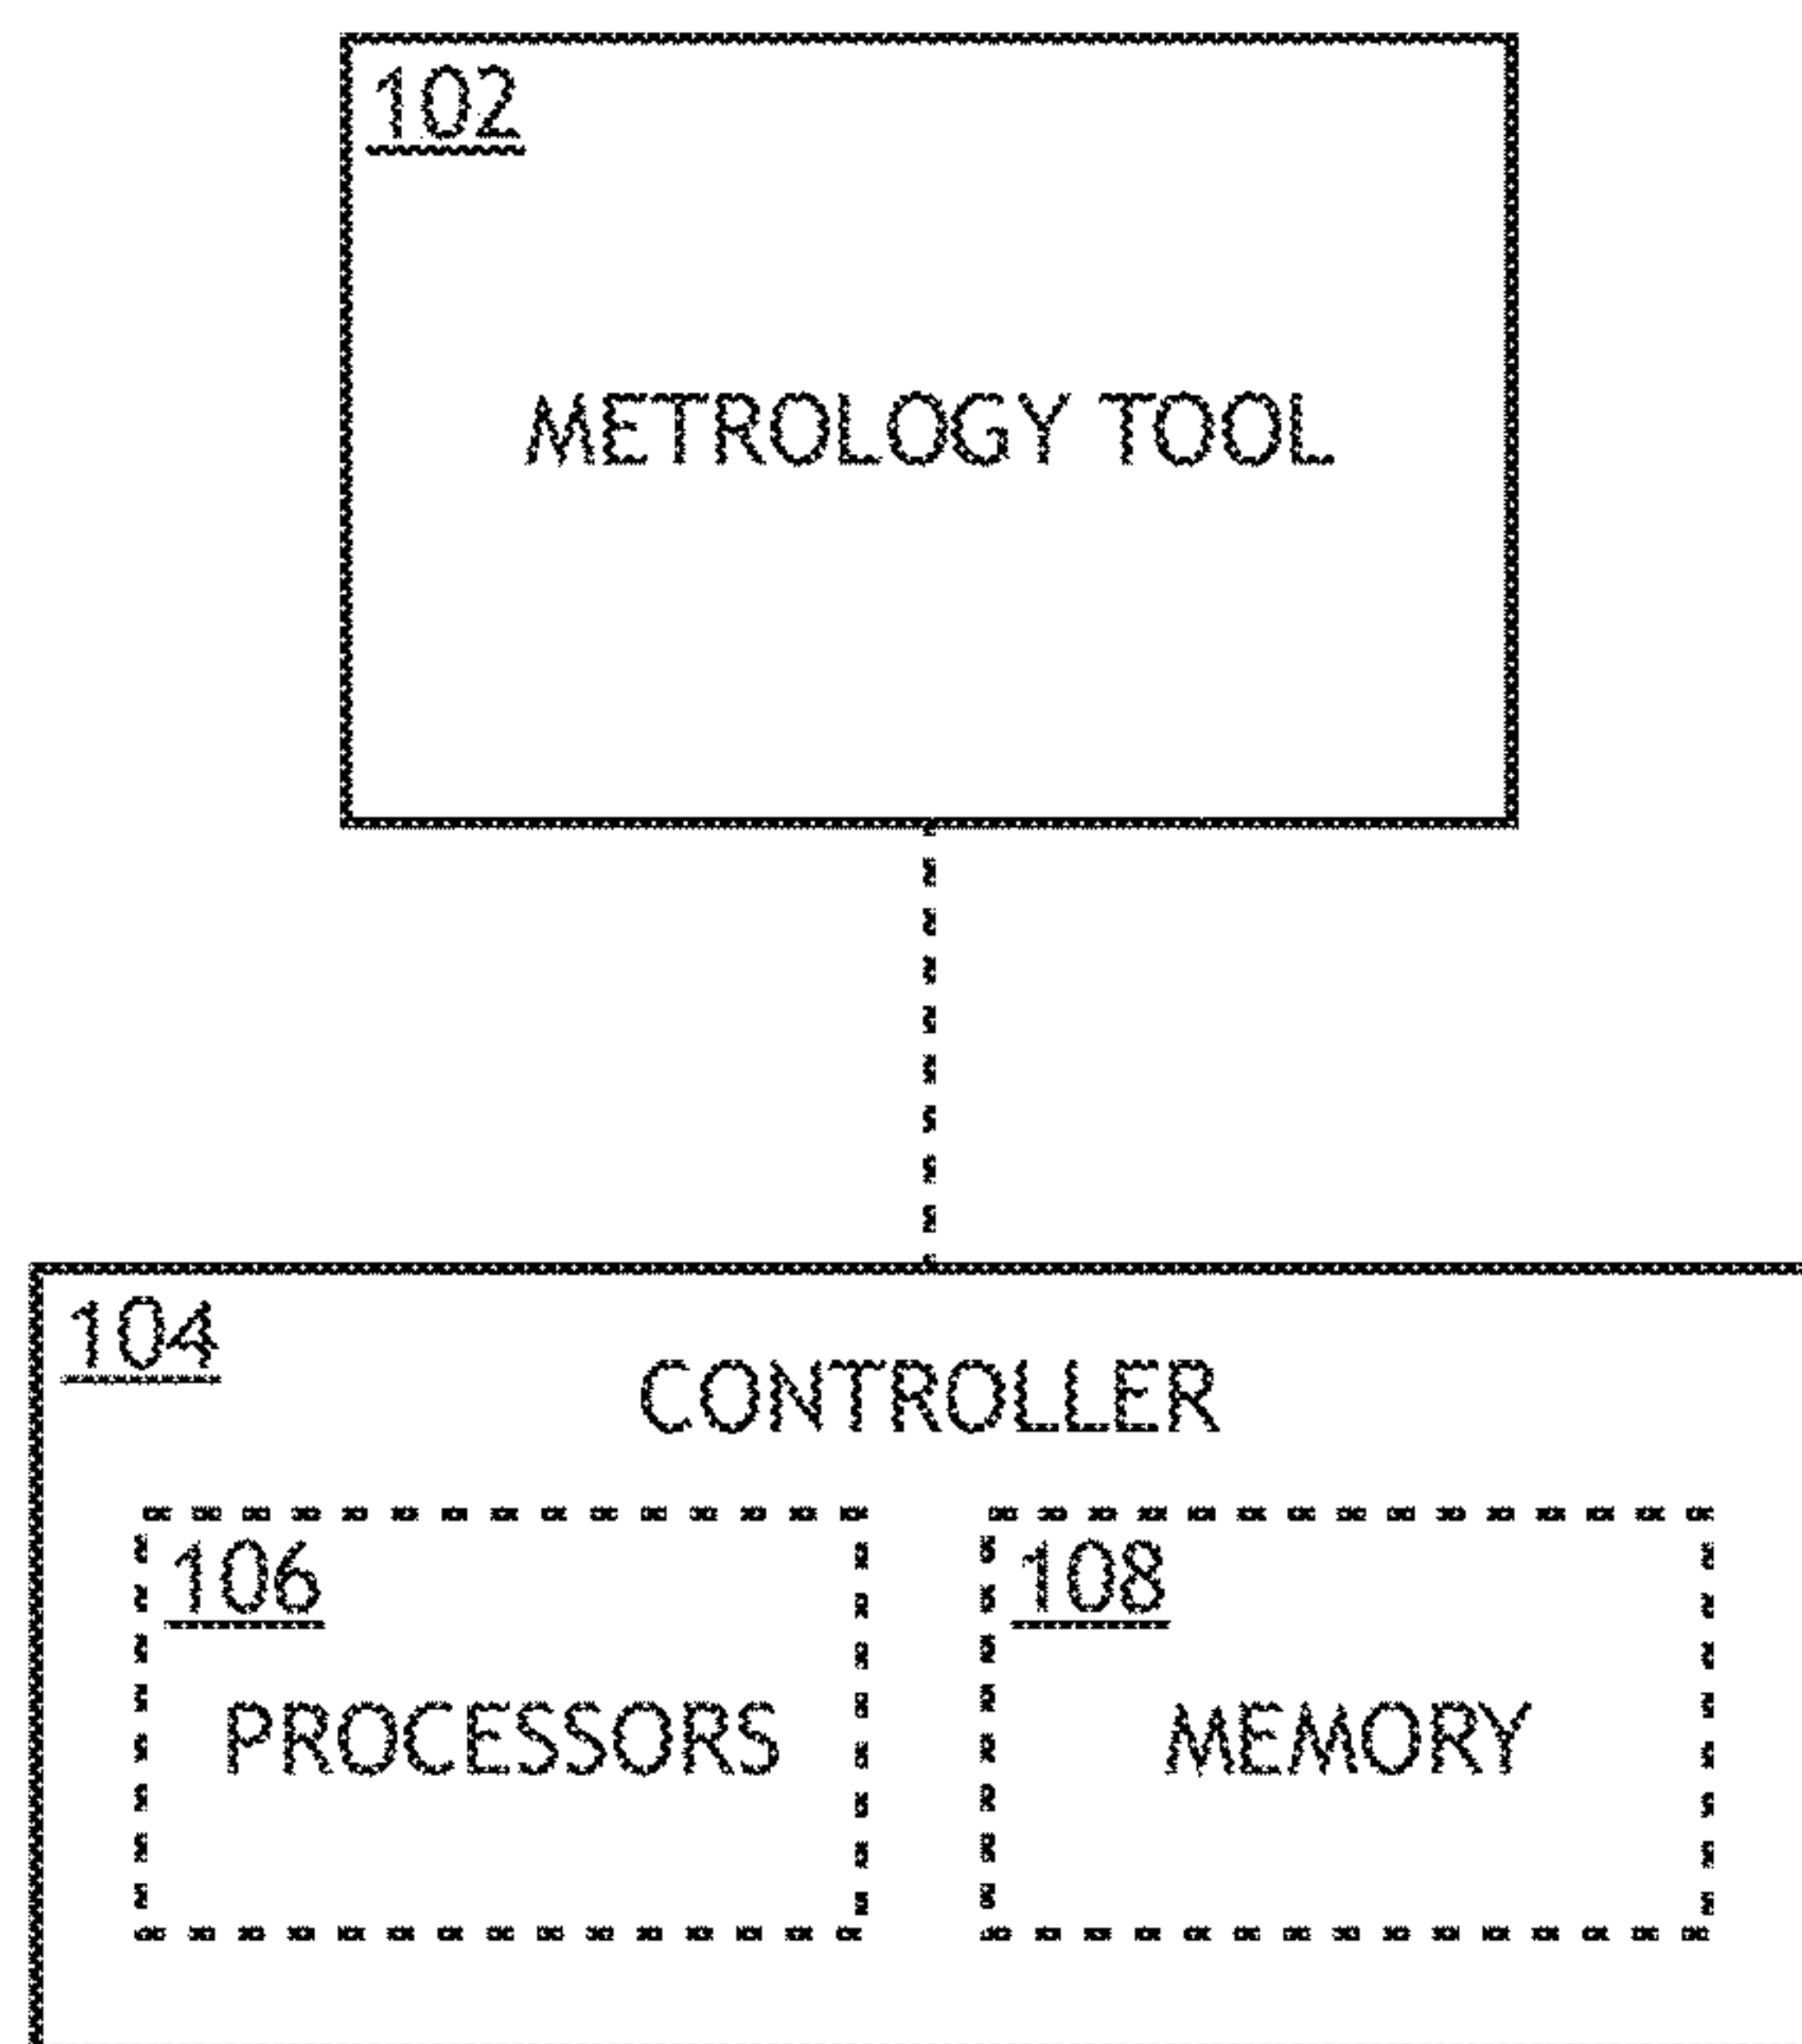 102
METROLOGY TOOL
104
CONTROLLER
106
108
PROCESSORS
MEMORY